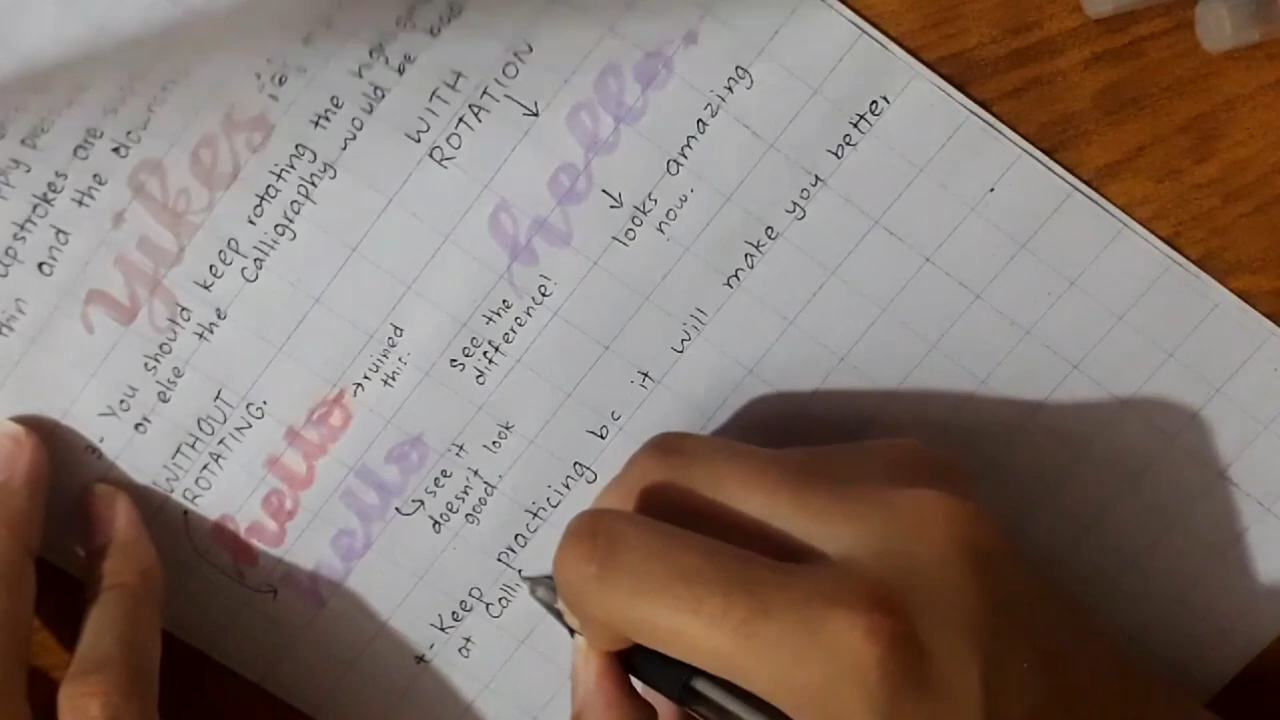 upstrokes are
and the
yikes
3- You should keep rotating the
or else the Calligraphy would be
WITHOUT
ROTATING.
hello
→ ruined
this.
hello
↳ see it
doesn't look
good.
WITH
ROTATION
↓
hello.
See the
difference!
↓
looks amazing
now.
4- Keep practicing bc it will make you better
at Calli